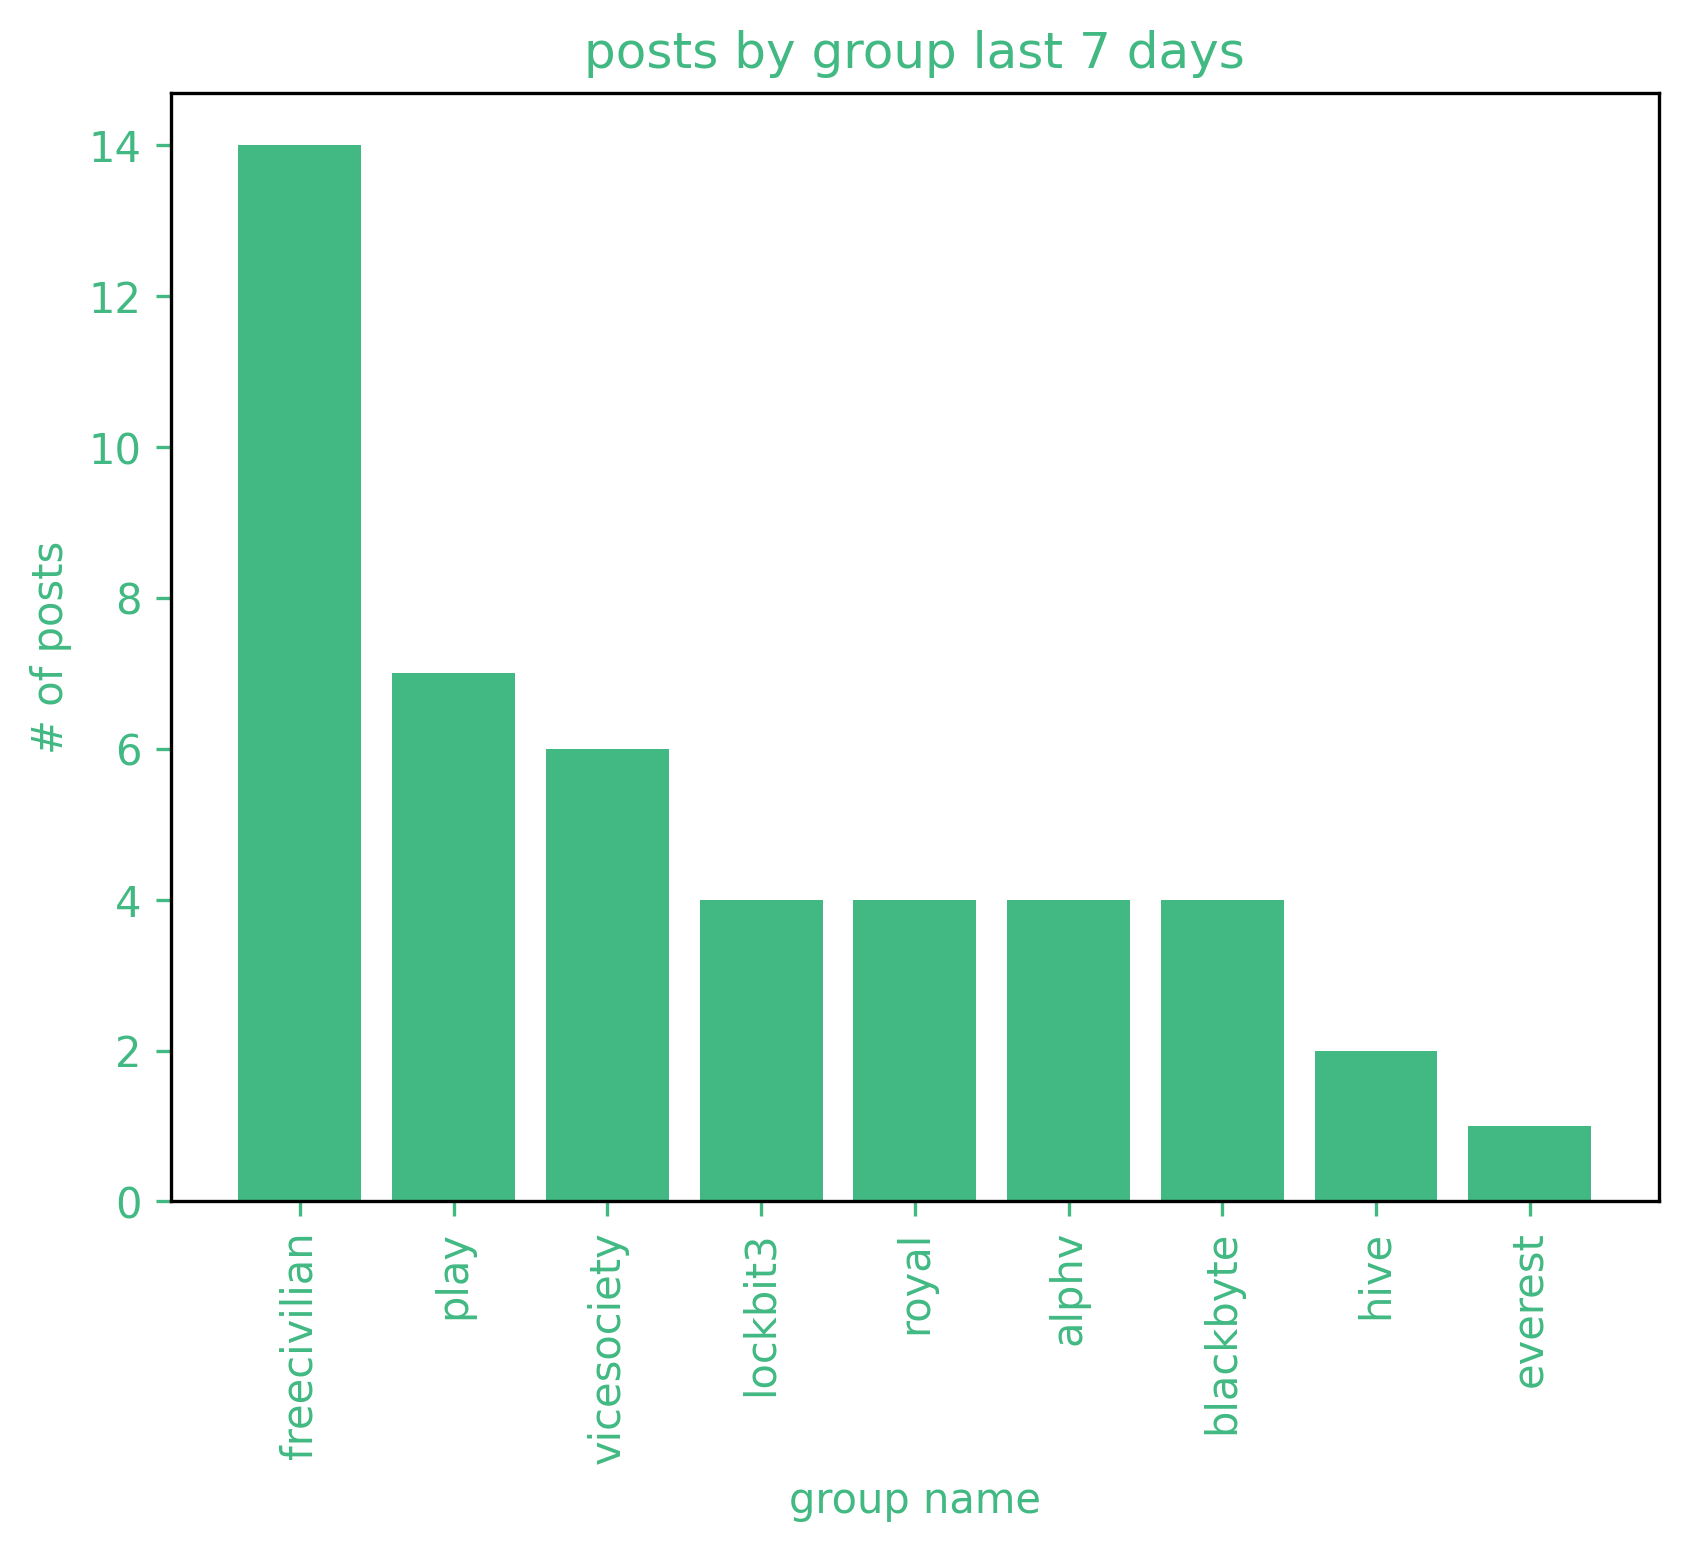 posts by group last 7 days
14
12
10
8
6
4
2
0
# of posts
freecivilian
play
vicesociety
lockbit3
royal
alphv
blackbyte
hive
everest
group name